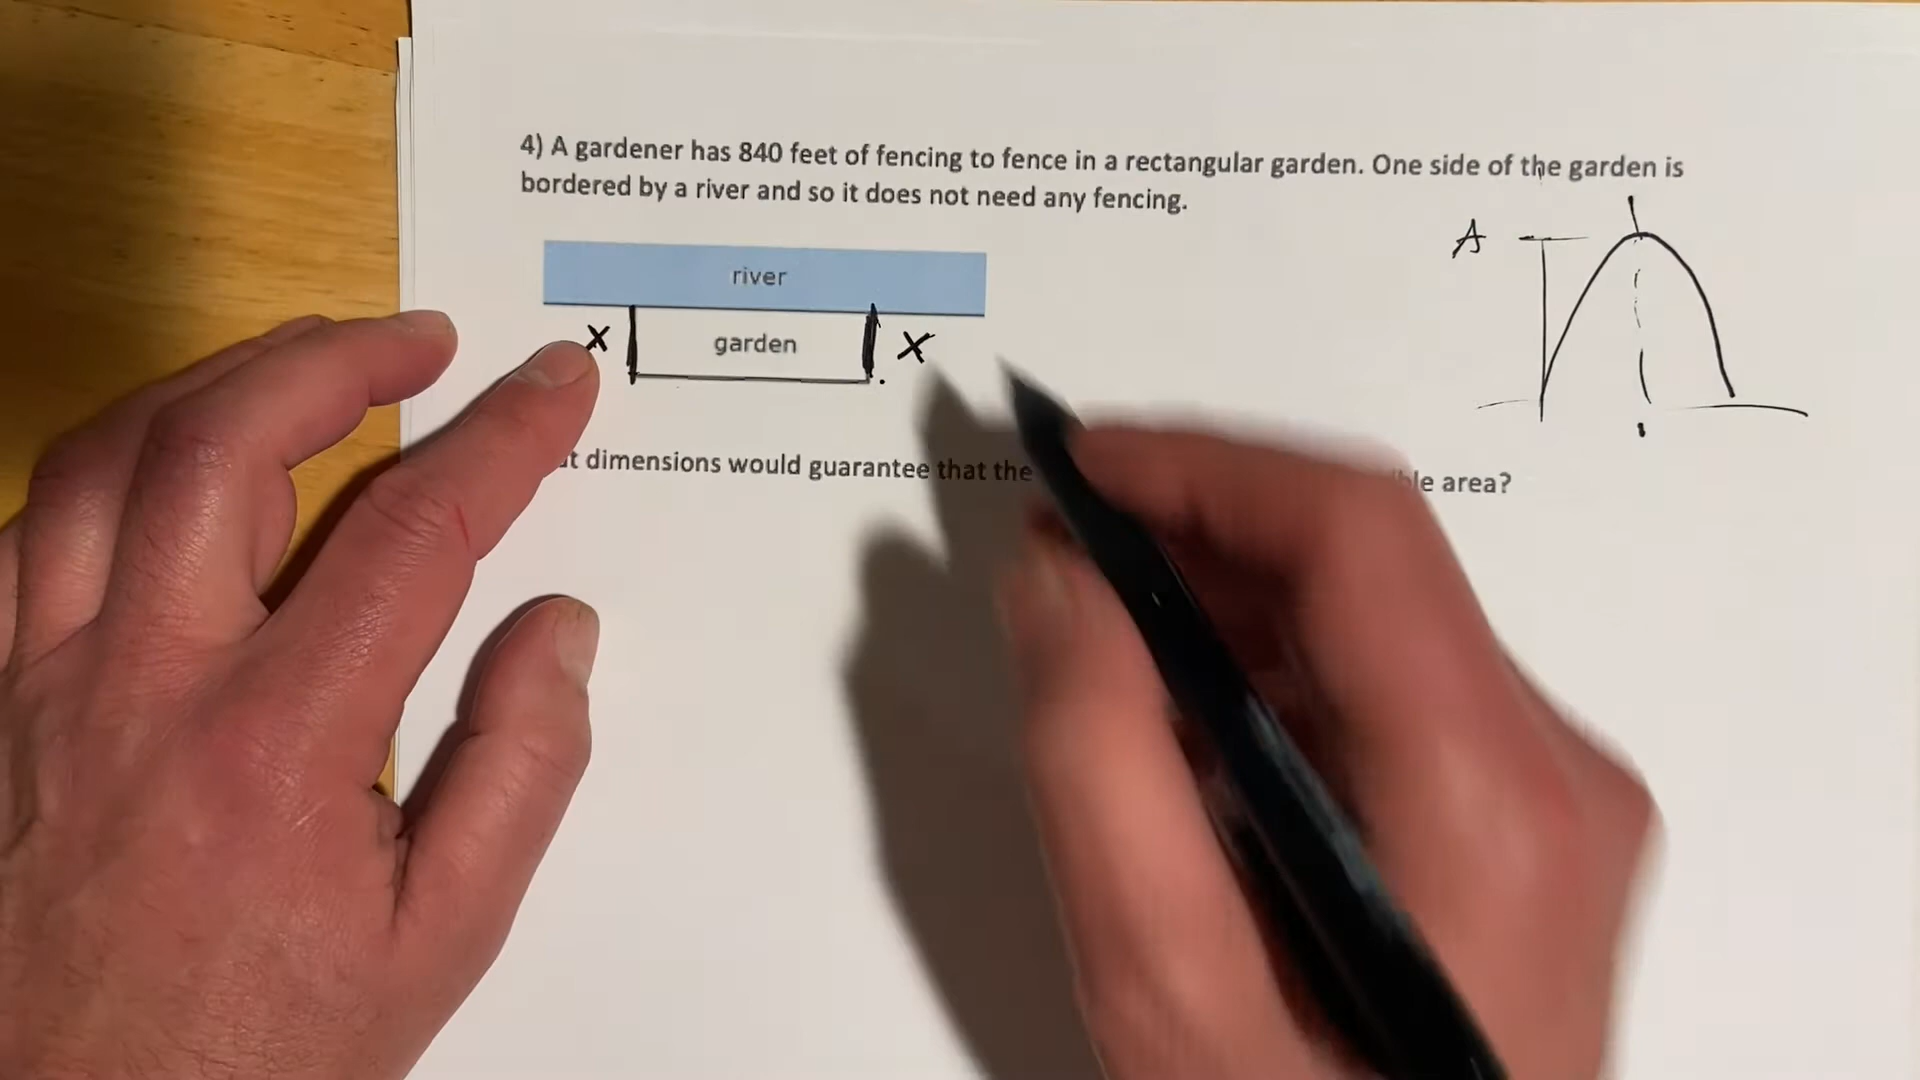 4) A gardener has 840 feet of fencing to fence in a rectangular garden. One side of the garden is
bordered by a river and so it does not need any fencing.
A
river
x garden x
dimensions would guarantee that the area?